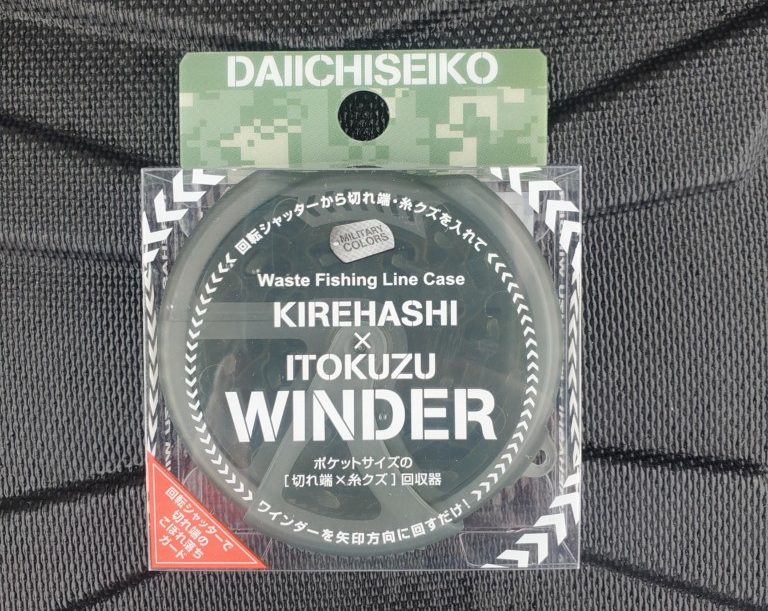 DAIICHISEIKO
回転シャッターから切れ端・糸クズを入れて
MILITARY
COLORS
Waste Fishing Line Case
KIREHASHI
×
ITOKUZU
WINDER
ポケットサイズの
[切れ端×糸クズ]回収器
ワインダーを矢印方向に回すだけ!
回転シャッターで
切れ端の
こぼれ落ち
ガード